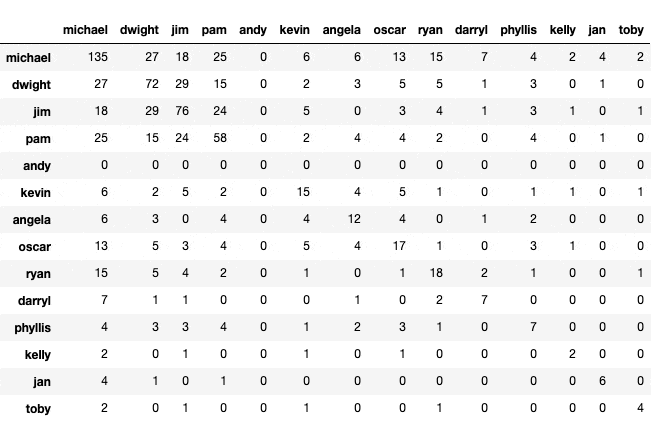 michael dwight jim pam andy kevin angela oscar ryan darryl phyllis kelly jan toby
michael 135 27 18 25 0 6 6 13 15 7 4 2 4 2
dwight 27 72 29 15 0 2 3 5 5 1 3 0 1 0
jim 18 29 76 24 0 5 0 3 4 1 3 1 0 1
pam 25 15 24 58 0 2 4 4 2 0 4 0 1 0
andy 0 0 0 0 0 0 0 0 0 0 0 0 0 0
kevin 6 2 5 2 0 15 4 5 1 0 1 1 0 1
angela 6 3 0 4 0 4 12 4 0 1 2 0 0 0
oscar 13 5 3 4 0 5 4 17 1 0 3 1 0 0
ryan 15 5 4 2 0 1 0 1 18 2 1 0 0 1
darryl 7 1 1 0 0 0 1 0 2 7 0 0 0 0
phyllis 4 3 3 4 0 1 2 3 1 0 7 0 0 0
kelly 2 0 1 0 0 1 0 1 0 0 0 2 0 0
jan 4 1 0 1 0 0 0 0 0 0 0 0 6 0
toby 2 0 1 0 0 1 0 0 1 0 0 0 0 4